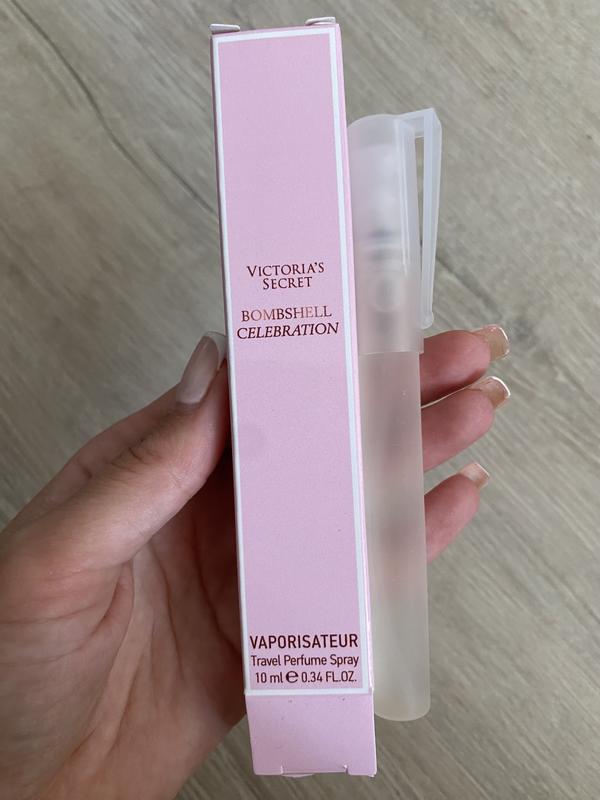 VICTORIA'S
SECRET
BOMBSHELL
CELEBRATION
VAPORISATEUR
Travel Perfume Spray
10 ml ℮ 0.34 FL.OZ.